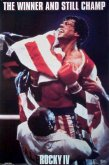 THE WINNER AND STILL CHAMP
ROCKY IV